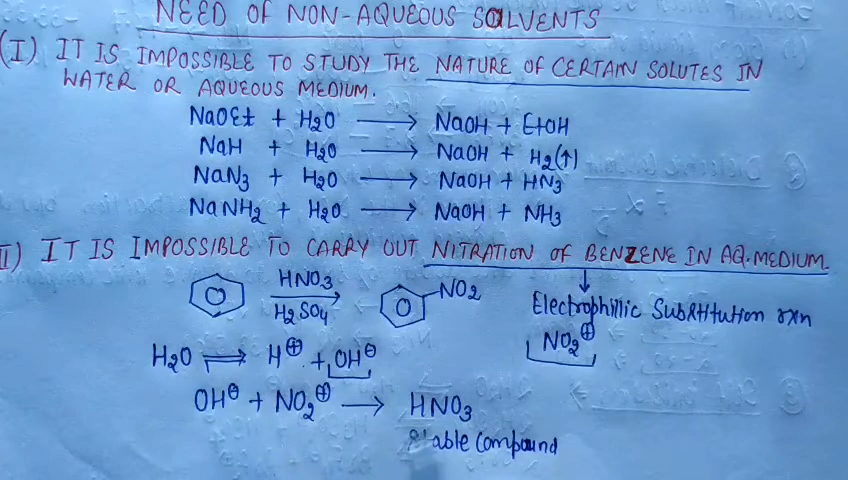 NEED OF NON-AQUEOUS SOLVENTS
(I) IT IS IMPOSSIBLE TO STUDY THE NATURE OF CERTAIN SOLUTES IN
WATER OR AQUEOUS MEDIUM.
NaOEt + H2O → NaOH + EtOH
NaH + H2O → NaOH + H2(↑)
NaN3 + H2O → NaOH + HN3
NaNH2 + H2O → NaOH + NH3
II) IT IS IMPOSSIBLE TO CARRY OUT NITRATION OF BENZENE IN AQ. MEDIUM.
HNO3
H2SO4
NO2
Electrophillic Substitution rxn
NO2⊕
H2O ⇌ H⊕ + OH⊖
OH⊖ + NO2⊕ → HNO3
Stable compound